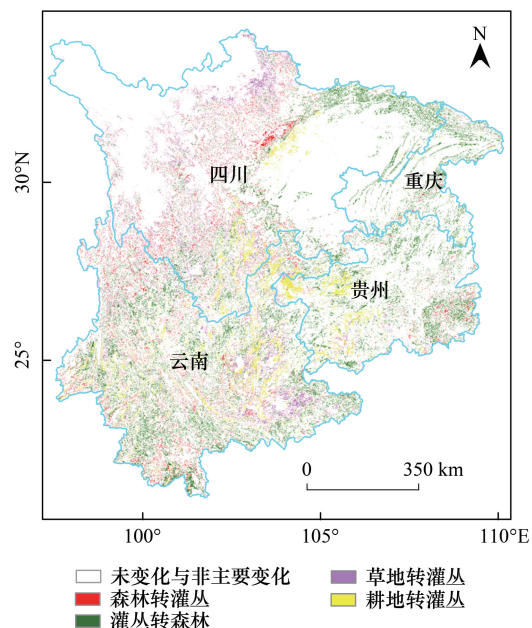 N
30°N
25°
四川
重庆
贵州
云南
0 350 km
100° 105° 110°E
未变化与非主要变化 草地转灌丛
森林转灌丛 耕地转灌丛
灌丛转森林